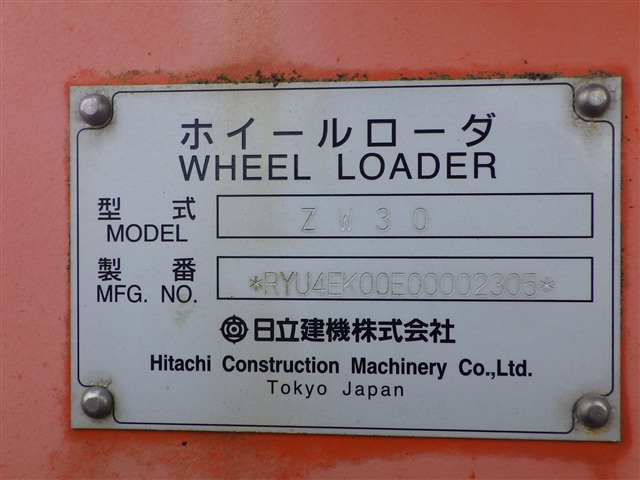 ホイールローダ
WHEEL LOADER
型式 ZW30
MODEL
製番 *RYU4EK00E00002305*
MFG. NO.
日立建機株式会社
Hitachi Construction Machinery Co.,Ltd.
Tokyo Japan